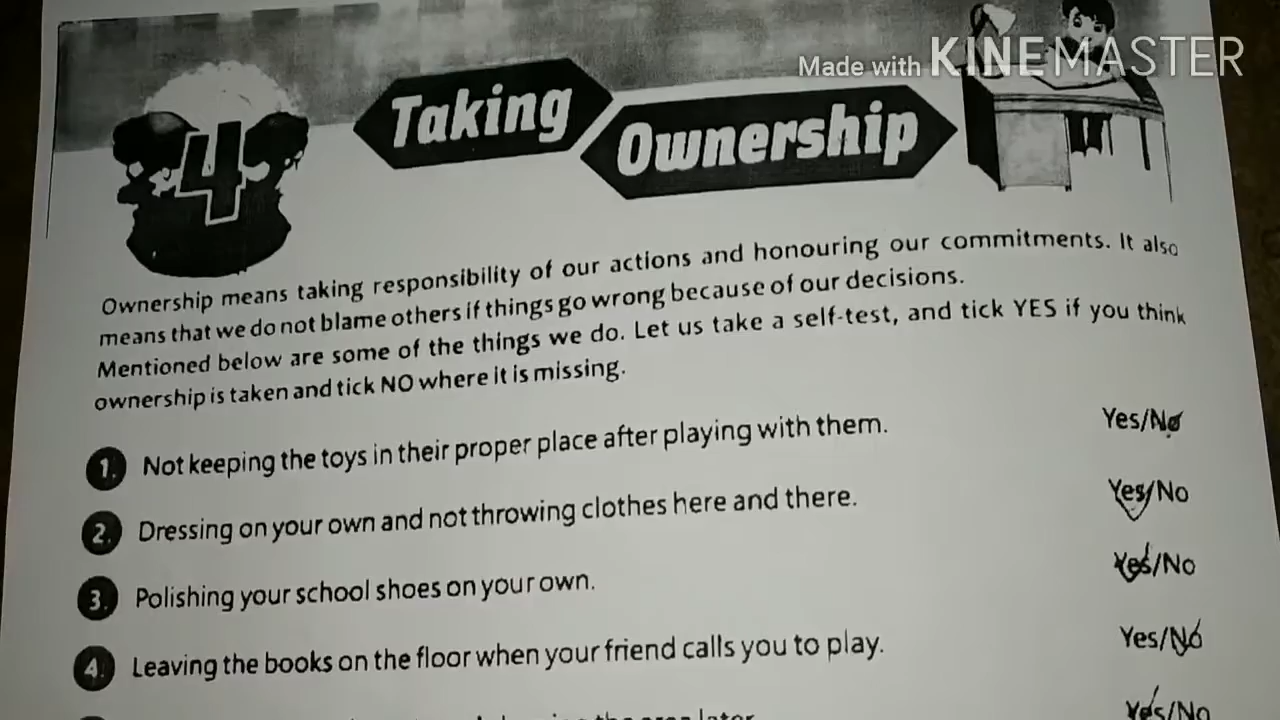 Made with KINEMASTER
4
Taking
Ownership
Ownership means taking responsibility of our actions and honouring our commitments. It also
means that we do not blame others if things go wrong because of our decisions.
Mentioned below are some of the things we do. Let us take a self-test, and tick YES if you think
ownership is taken and tick NO where it is missing.
1. Not keeping the toys in their proper place after playing with them. Yes/No
2. Dressing on your own and not throwing clothes here and there. Yes/No
3. Polishing your school shoes on your own. Yes/No
4. Leaving the books on the floor when your friend calls you to play. Yes/No
the area later. Yes/No